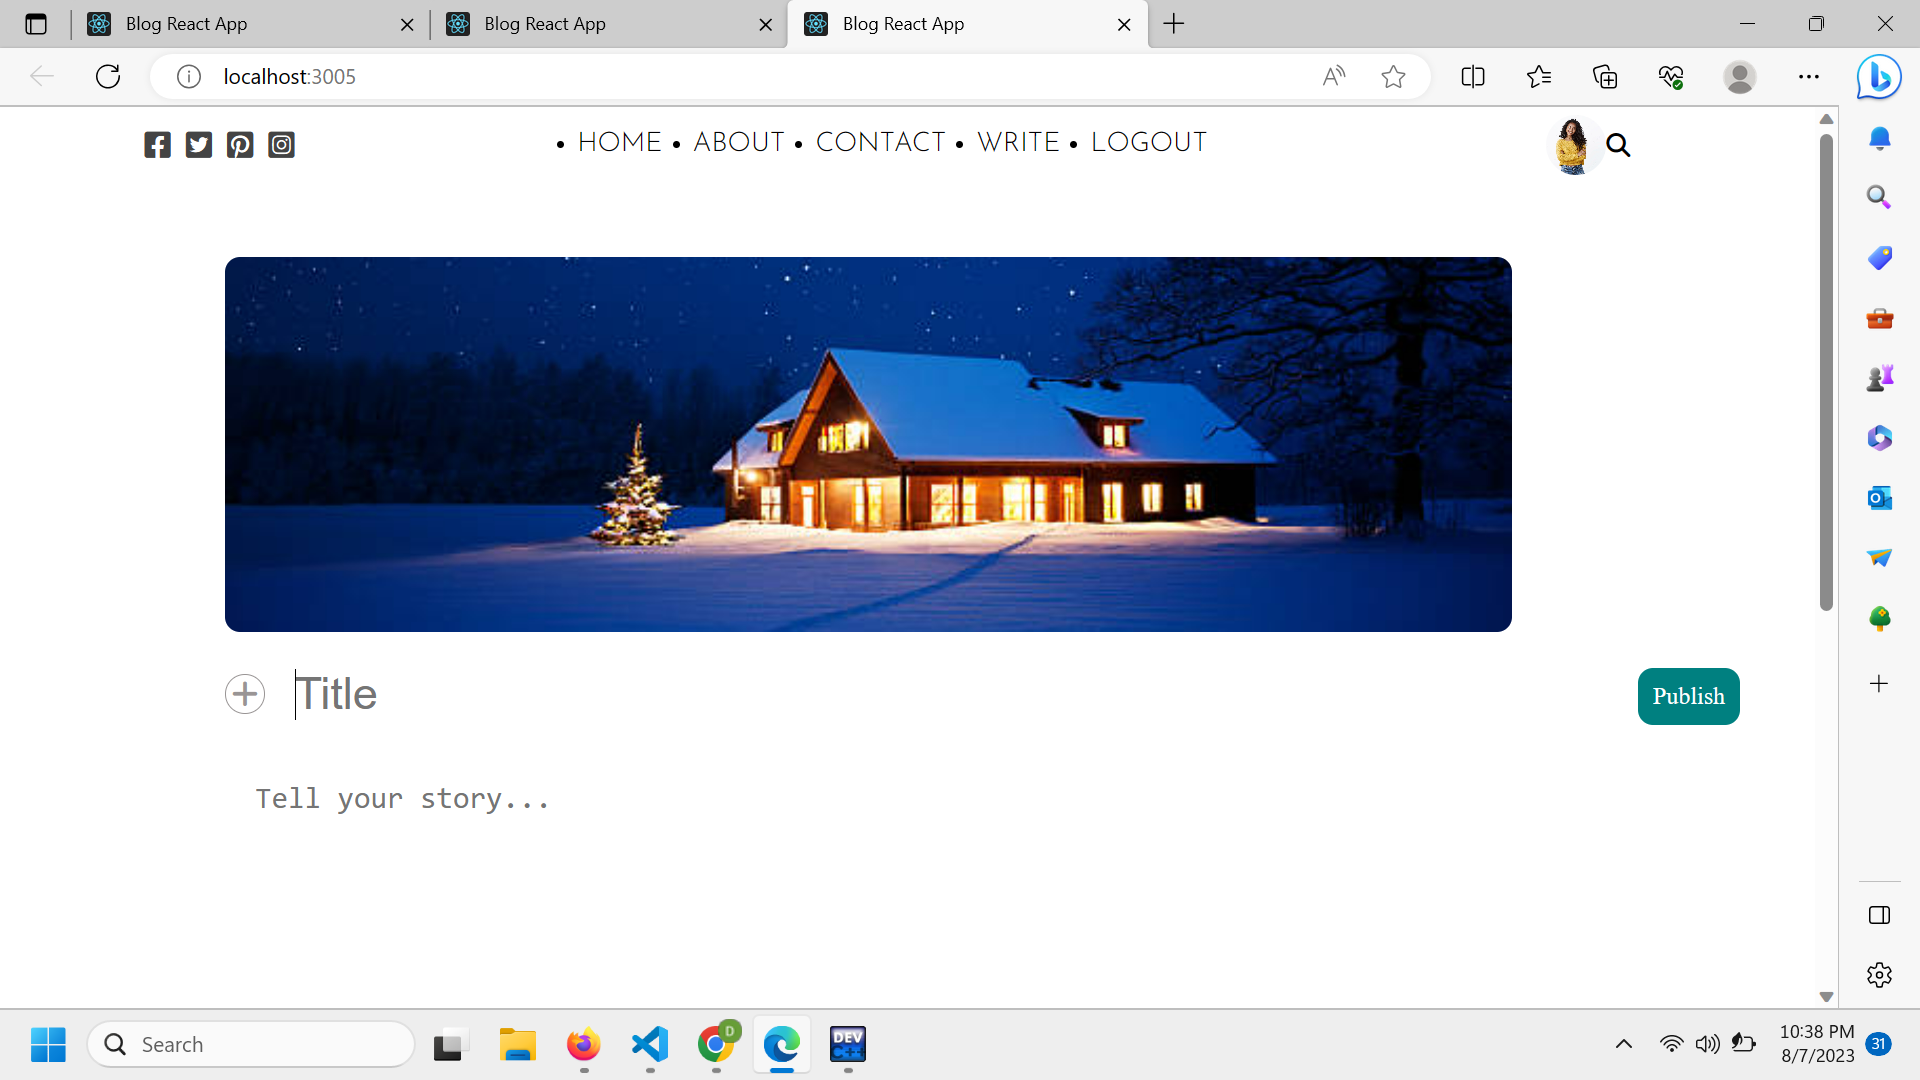 Blog React App
Blog React App
Blog React App
localhost:3005
HOME
ABOUT
CONTACT
WRITE
LOGOUT
Title
Publish
Tell your story...
Search
D
DEV
C++
10:38 PM
8/7/2023
31